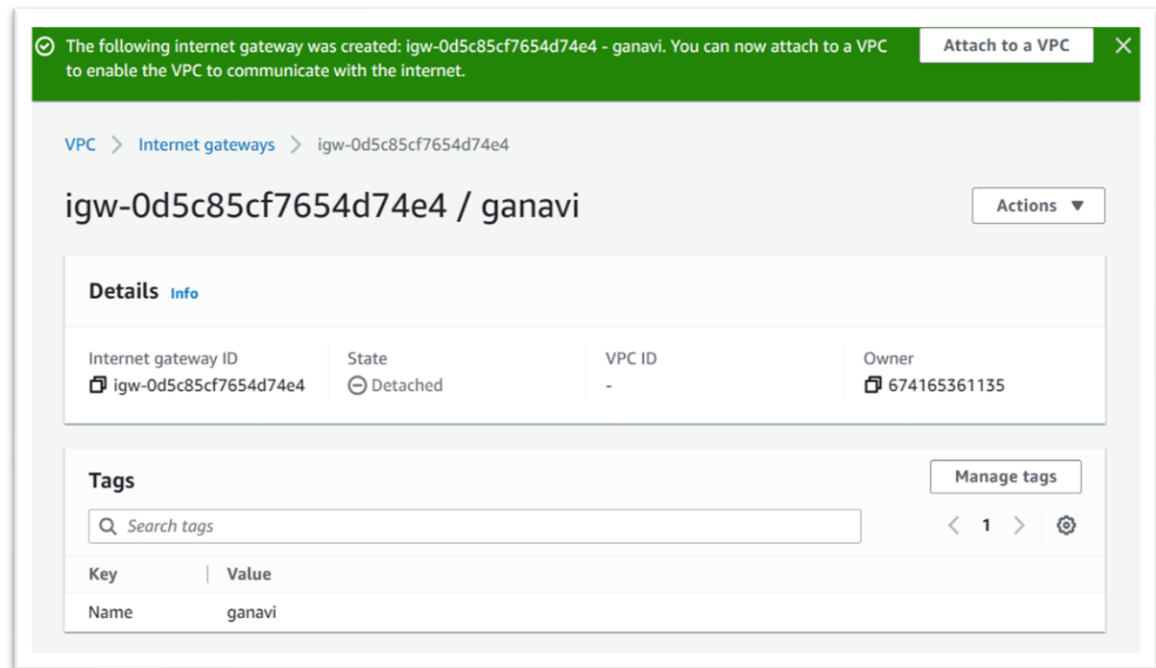 The following internet gateway was created: igw-0d5c85cf7654d74e4 - ganavi. You can now attach to a VPC
to enable the VPC to communicate with the internet.
Attach to a VPC
VPC > Internet gateways > igw-0d5c85cf7654d74e4
igw-0d5c85cf7654d74e4 / ganavi
Actions
Details Info
Internet gateway ID State VPC ID Owner
igw-0d5c85cf7654d74e4 Detached - 674165361135
Tags
Manage tags
Search tags
1
Key Value
Name ganavi